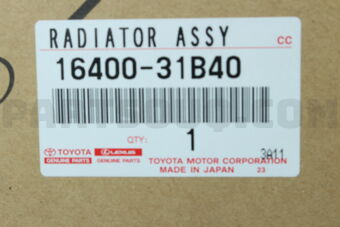 RADIATOR ASSY CC
16400-31B40
QTY: 1
TOYOTA LEXUS
GENUINE PARTS GENUINE PARTS
TOYOTA MOTOR CORPORATION 3A11
MADE IN JAPAN 23